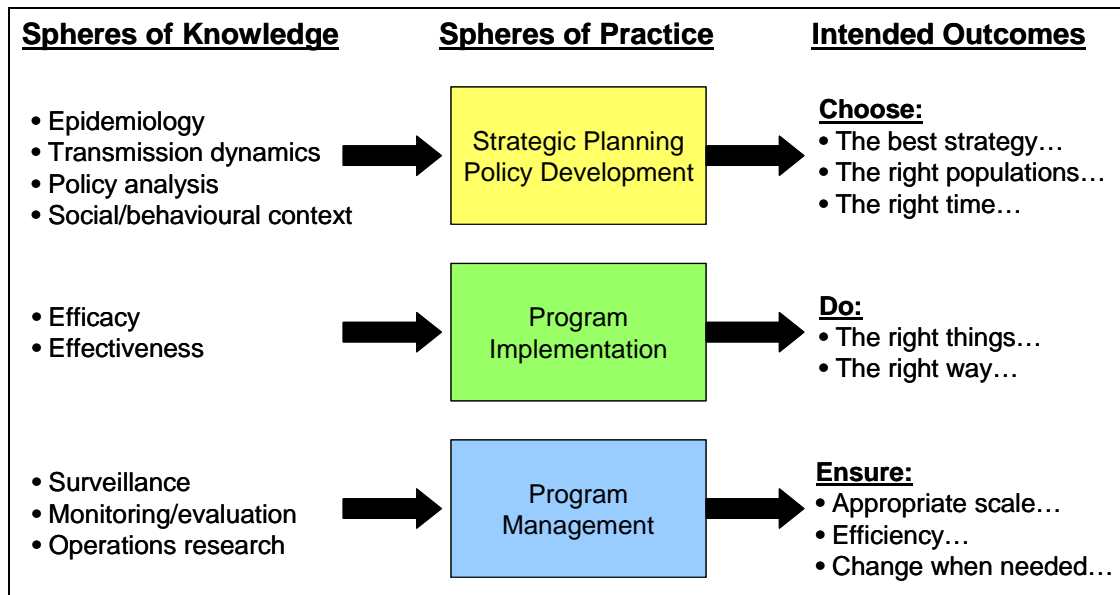 Spheres of Knowledge
Spheres of Practice
Intended Outcomes
• Epidemiology
• Transmission dynamics
• Policy analysis
• Social/behavioural context
Strategic Planning
Policy Development
Choose:
• The best strategy…
• The right populations…
• The right time…
• Efficacy
• Effectiveness
Program
Implementation
Do:
• The right things…
• The right way…
• Surveillance
• Monitoring/evaluation
• Operations research
Program
Management
Ensure:
• Appropriate scale…
• Efficiency…
• Change when needed…